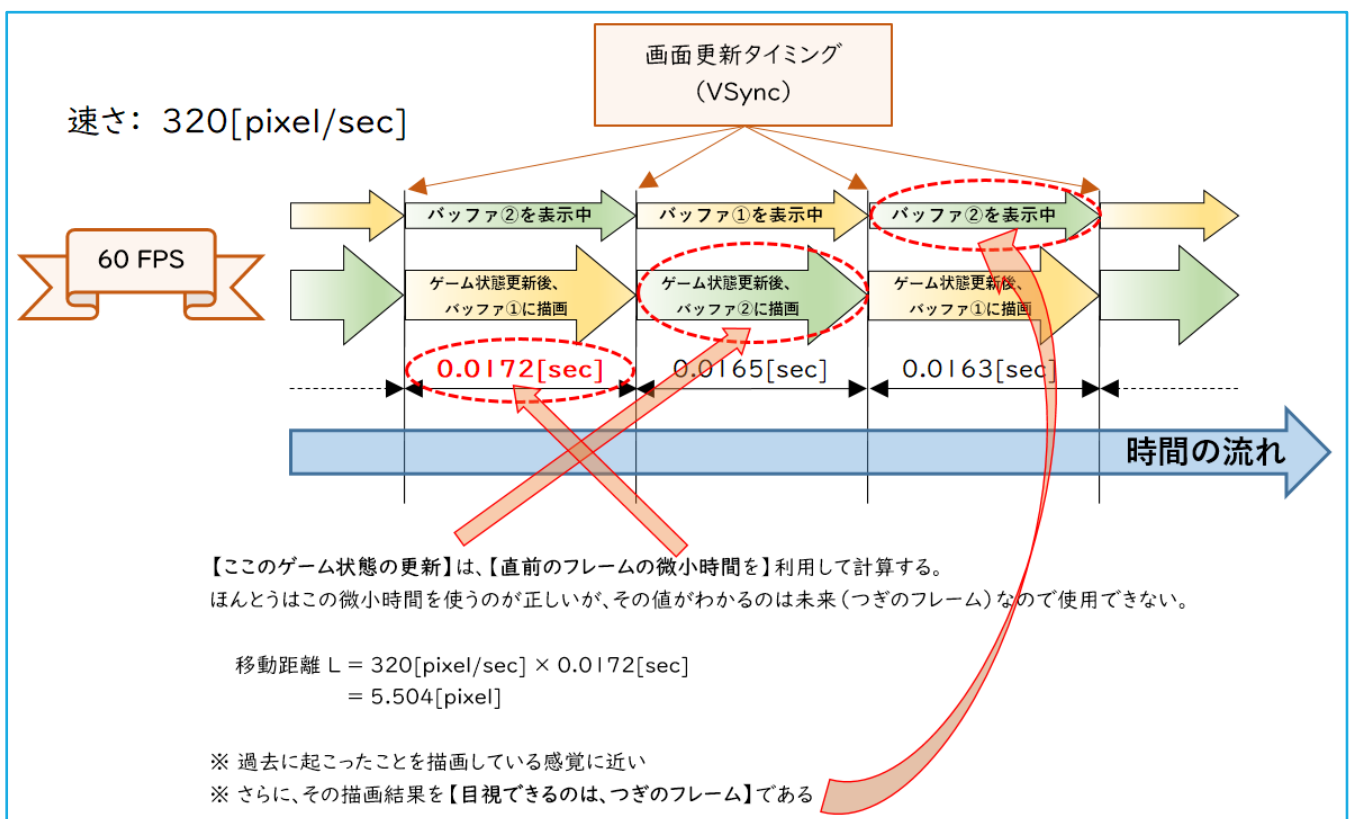 画面更新タイミング
(VSync)
速さ: 320[pixel/sec]
バッファ②を表示中
バッファ①を表示中
バッファ②を表示中
60 FPS
ゲーム状態更新後、
バッファ①に描画
ゲーム状態更新後、
バッファ②に描画
ゲーム状態更新後、
バッファ①に描画
0.0172[sec]
0.0165[sec]
0.0163[sec]
時間の流れ
【ここのゲーム状態の更新】は、【直前のフレームの微小時間を】利用して計算する。
ほんとうはこの微小時間を使うのが正しいが、その値がわかるのは未来(つぎのフレーム)なので使用できない。
移動距離 L = 320[pixel/sec] × 0.0172[sec]
= 5.504[pixel]
※ 過去に起こったことを描画している感覚に近い
※ さらに、その描画結果を【目視できるのは、つぎのフレーム】である